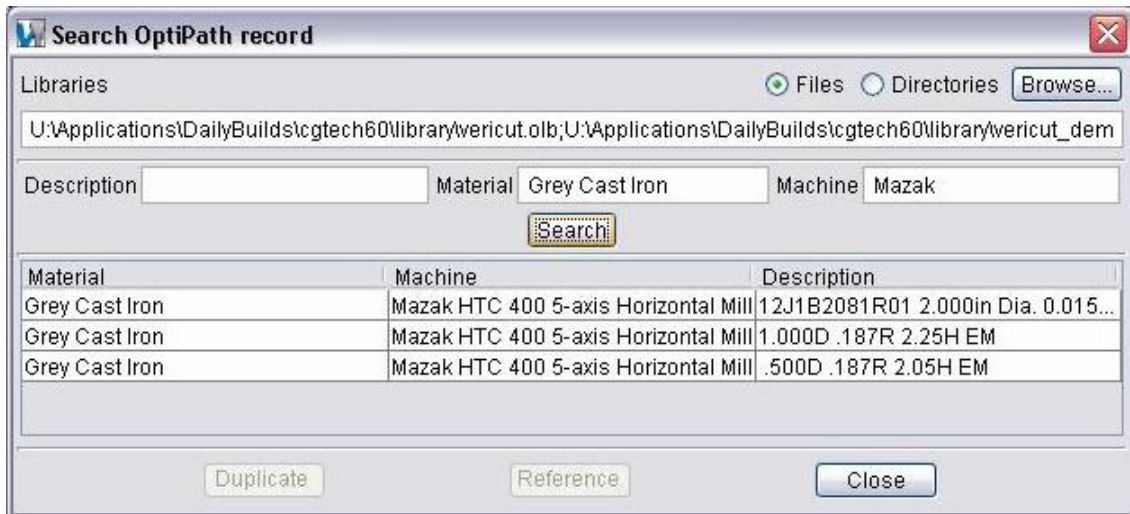 Search OptiPath record
Libraries Files Directories Browse...
U:\Applications\DailyBuilds\cgtech60\library\vericut.olb;U:\Applications\DailyBuilds\cgtech60\library\vericut_dem
Description Material Grey Cast Iron Machine Mazak
Search
Material Machine Description
Grey Cast Iron Mazak HTC 400 5-axis Horizontal Mill 12J1B2081R01 2.000in Dia. 0.015...
Grey Cast Iron Mazak HTC 400 5-axis Horizontal Mill 1.000D .187R 2.25H EM
Grey Cast Iron Mazak HTC 400 5-axis Horizontal Mill .500D .187R 2.05H EM
Duplicate Reference Close